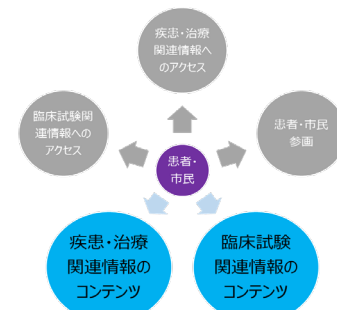 疾患・治療
関連情報へ
のアクセス
臨床試験関
連情報への
アクセス
患者・
市民
患者・市民
参画
疾患・治療
関連情報の
コンテンツ
臨床試験
関連情報の
コンテンツ